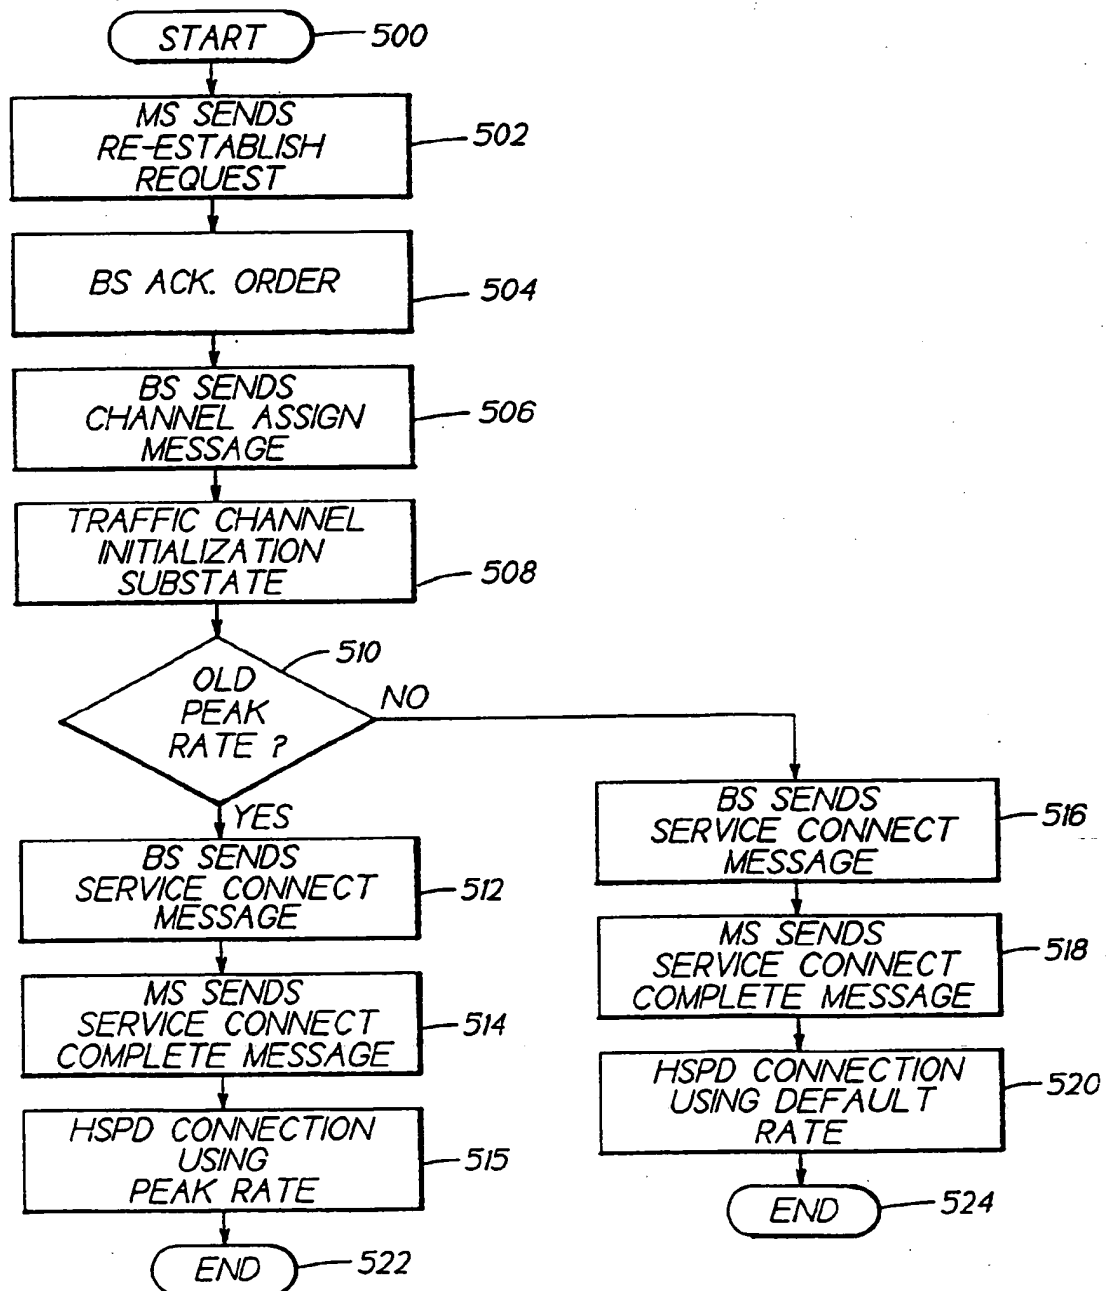 START
500
MS SENDS
RE-ESTABLISH
REQUEST
502
BS ACK. ORDER
504
BS SENDS
CHANNEL ASSIGN
MESSAGE
506
TRAFFIC CHANNEL
INITIALIZATION
SUBSTATE
508
OLD
PEAK
RATE ?
510
NO
YES
BS SENDS
SERVICE CONNECT
MESSAGE
512
MS SENDS
SERVICE CONNECT
COMPLETE MESSAGE
514
HSPD CONNECTION
USING
PEAK RATE
515
END
522
BS SENDS
SERVICE CONNECT
MESSAGE
516
MS SENDS
SERVICE CONNECT
COMPLETE MESSAGE
518
HSPD CONNECTION
USING DEFAULT
RATE
520
END
524